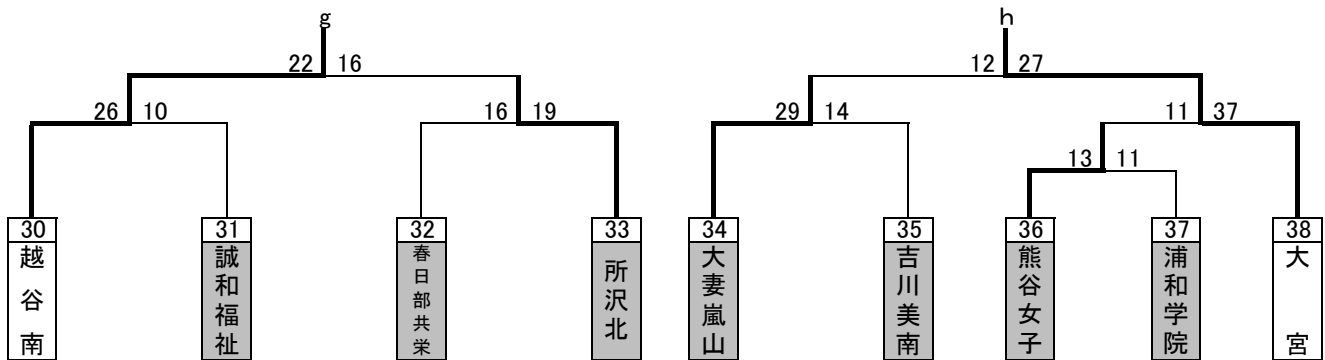 g h
22 16 12 27
26 10 16 19 29 14 11 37
13 11
30 31 32 33 34 35 36 37 38
越谷南
誠和福祉
春日部共栄
所沢北
大妻嵐山
吉川美南
熊谷女子
浦和学院
大宮